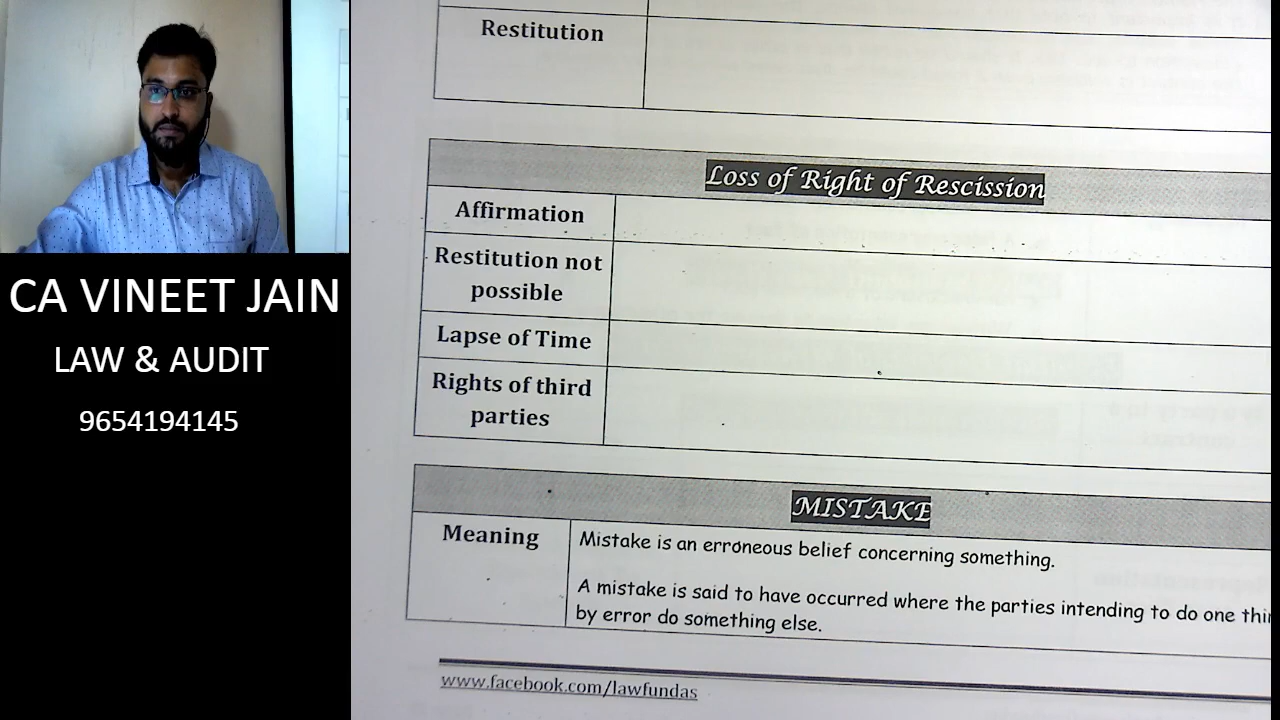 CA VINEET JAIN
LAW & AUDIT
9654194145
Restitution
Loss of Right of Rescission
Affirmation
Restitution not
possible
Lapse of Time
Rights of third
parties
MISTAKE
Meaning
Mistake is an erroneous belief concerning something.
A mistake is said to have occurred where the parties intending to do one thin
by error do something else.
www.facebook.com/lawfundas